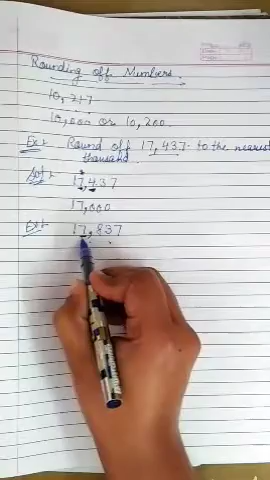 Rounding off Numbers.
10,217
10,000 or 10,200.
Ex:- Round off 17,437 to the nearest
thousand.
Sol:- 17,437
17,000
Ex:- 17,837